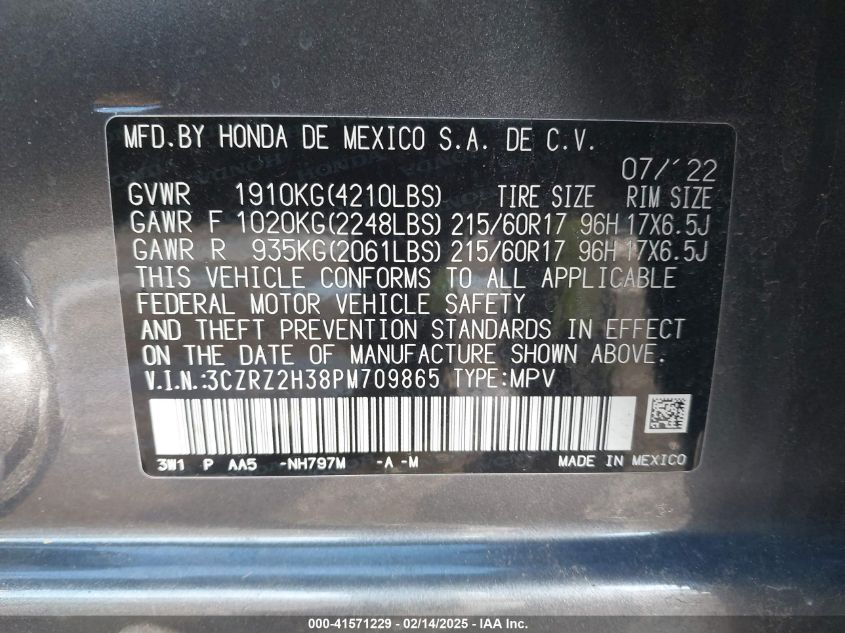 MFD.BY HONDA DE MEXICO S.A. DE C.V.
07/'22
GVWR 1910KG(4210LBS) TIRE SIZE RIM SIZE
GAWR F 1020KG(2248LBS) 215/60R17 96H 17X6.5J
GAWR R 935KG(2061LBS) 215/60R17 96H 17X6.5J
THIS VEHICLE CONFORMS TO ALL APPLICABLE
FEDERAL MOTOR VEHICLE SAFETY
AND THEFT PREVENTION STANDARDS IN EFFECT
ON THE DATE OF MANUFACTURE SHOWN ABOVE.
V.I.N.:3CZRZ2H38PM709865 TYPE:MPV
3W1 P AA5 -NH797M -A -M MADE IN MEXICO
000-41571229 - 02/14/2025 - IAA Inc.